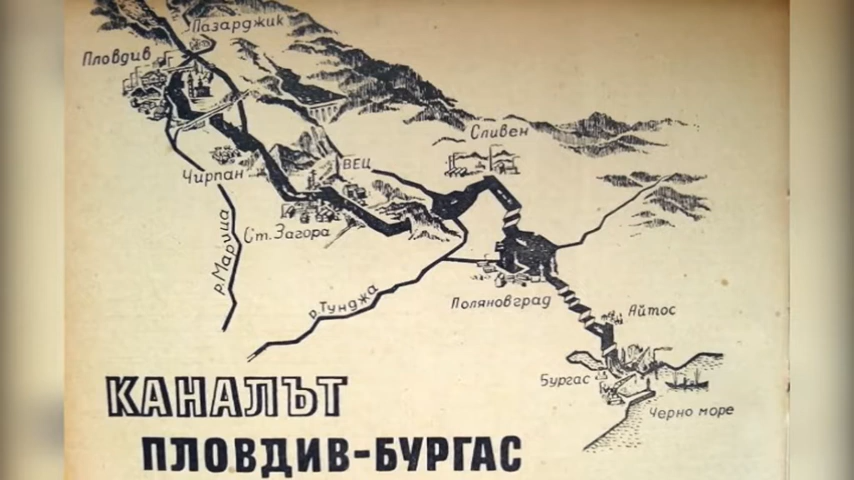 Пазарджик
Пловдив
Сливен
Чирпан
ВЕЦ
Ст. Загора
р. Марица
р. Тунджа
Поляновград
Айтос
Бургас
Черно море
КАНАЛЪТ
ПЛОВДИВ-БУРГАС